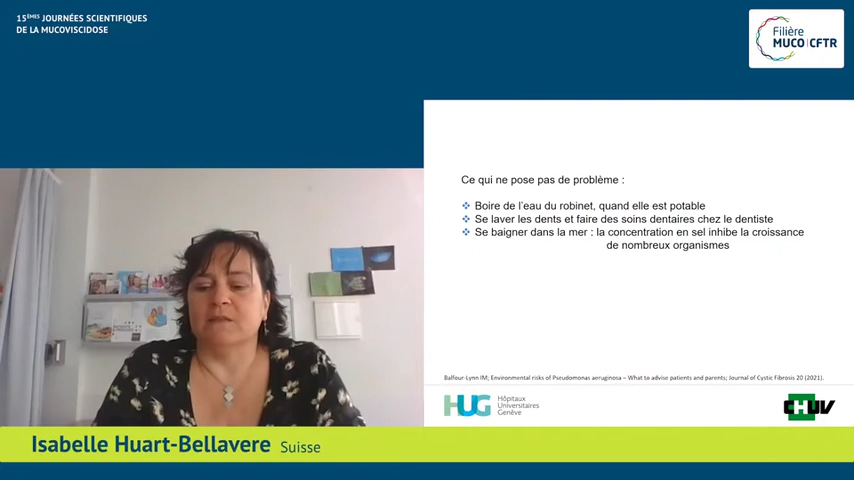 15ÈMES JOURNÉES SCIENTIFIQUES
DE LA MUCOVISCIDOSE
Filière
MUCO|CFTR
Ce qui ne pose pas de problème :
❖ Boire de l'eau du robinet, quand elle est potable
❖ Se laver les dents et faire des soins dentaires chez le dentiste
❖ Se baigner dans la mer : la concentration en sel inhibe la croissance
de nombreux organismes
Balfour-Lynn IM; Environmental risks of Pseudomonas aeruginosa – What to advise patients and parents; Journal of Cystic Fibrosis 20 (2021).
HUG
Hôpitaux
Universitaires
Genève
CHUV
Isabelle Huart-Bellavere Suisse